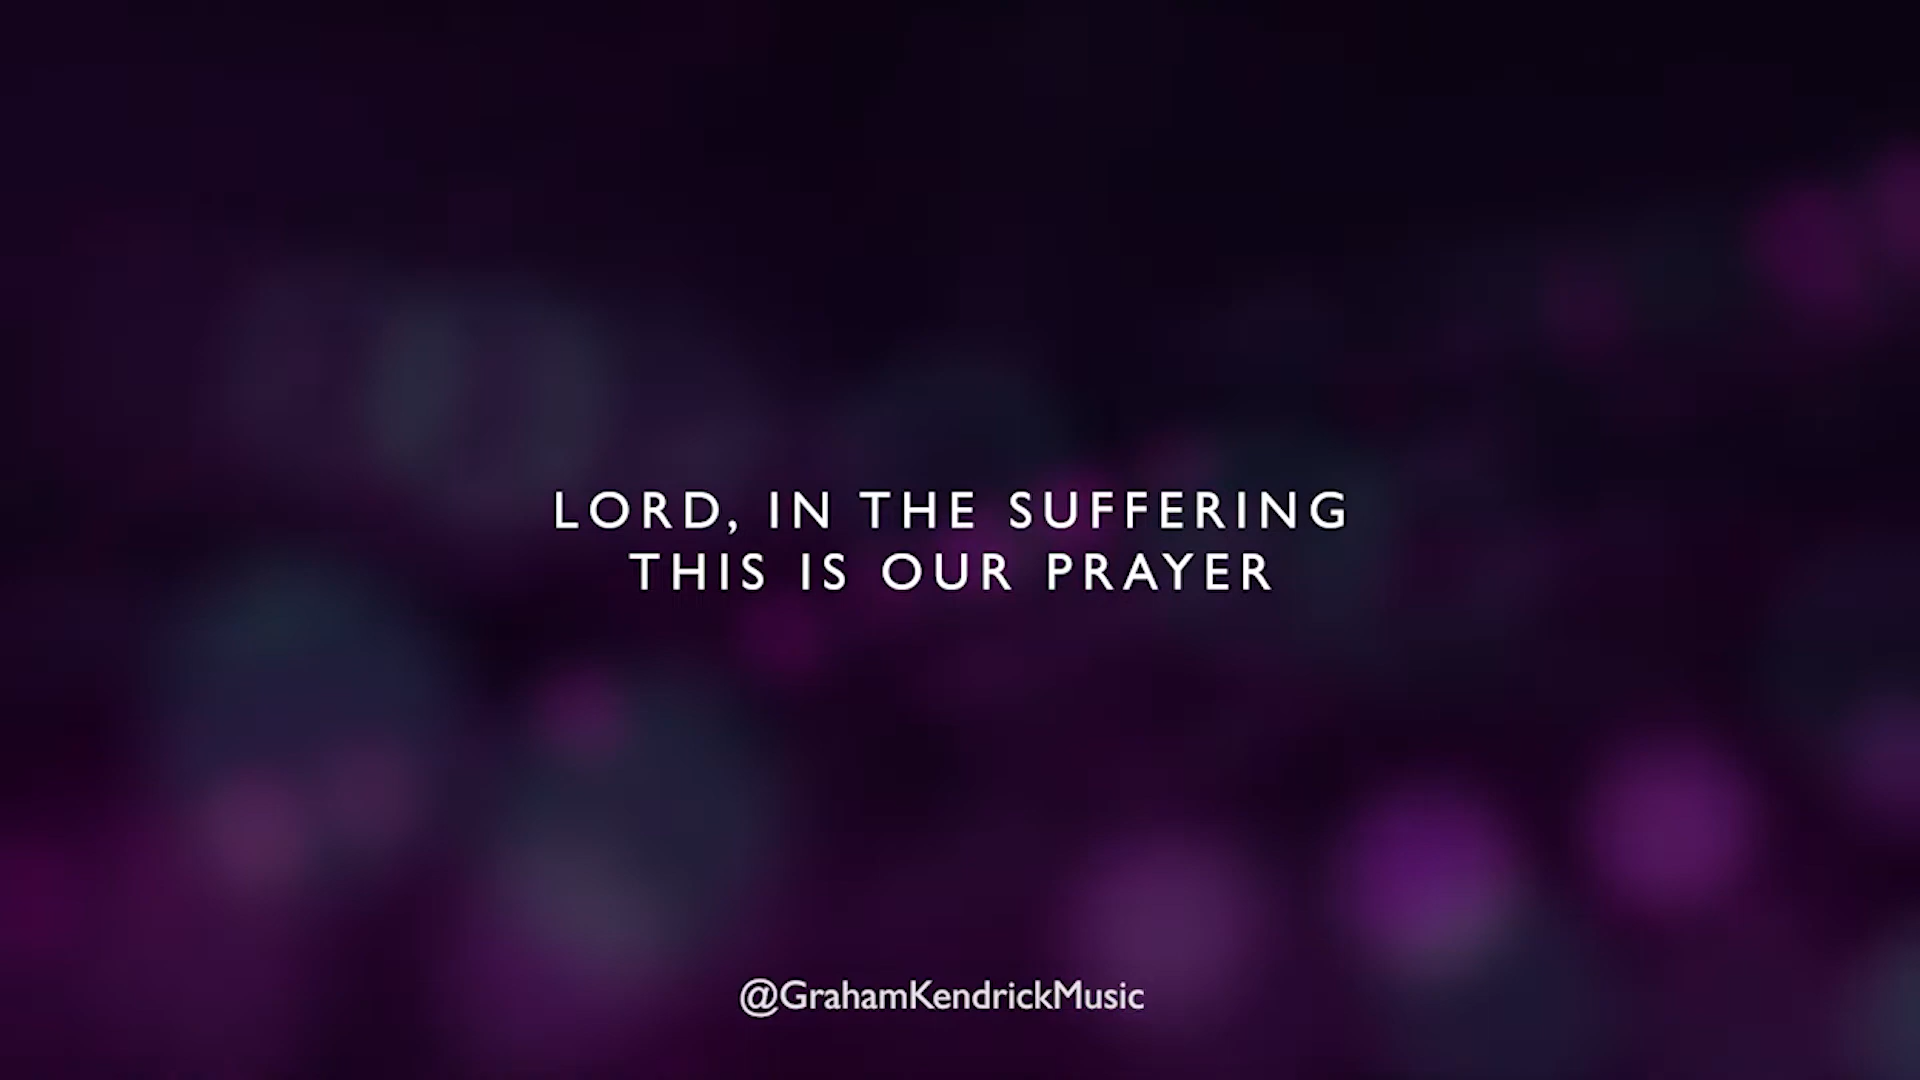 LORD, IN THE SUFFERING
THIS IS OUR PRAYER
@GrahamKendrickMusic